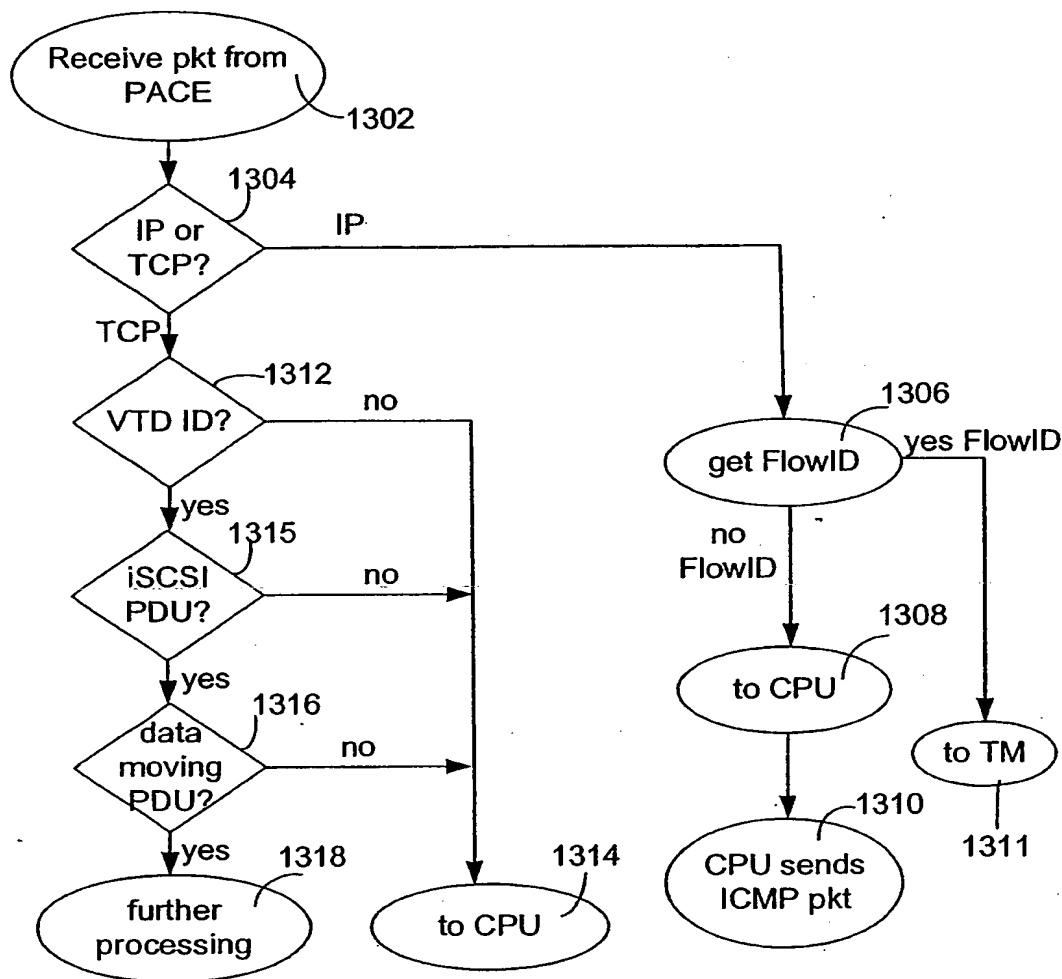 Receive pkt from
PACE
1302
1304
IP or
TCP?
IP
TCP
1312
VTD ID?
no
1306
get FlowID
yes FlowID
yes
1315
iSCSI
PDU?
no
no
FlowID
1308
to CPU
yes
1316
data
moving
PDU?
no
to TM
1311
1310
CPU sends
ICMP pkt
yes
1318
further
processing
1314
to CPU